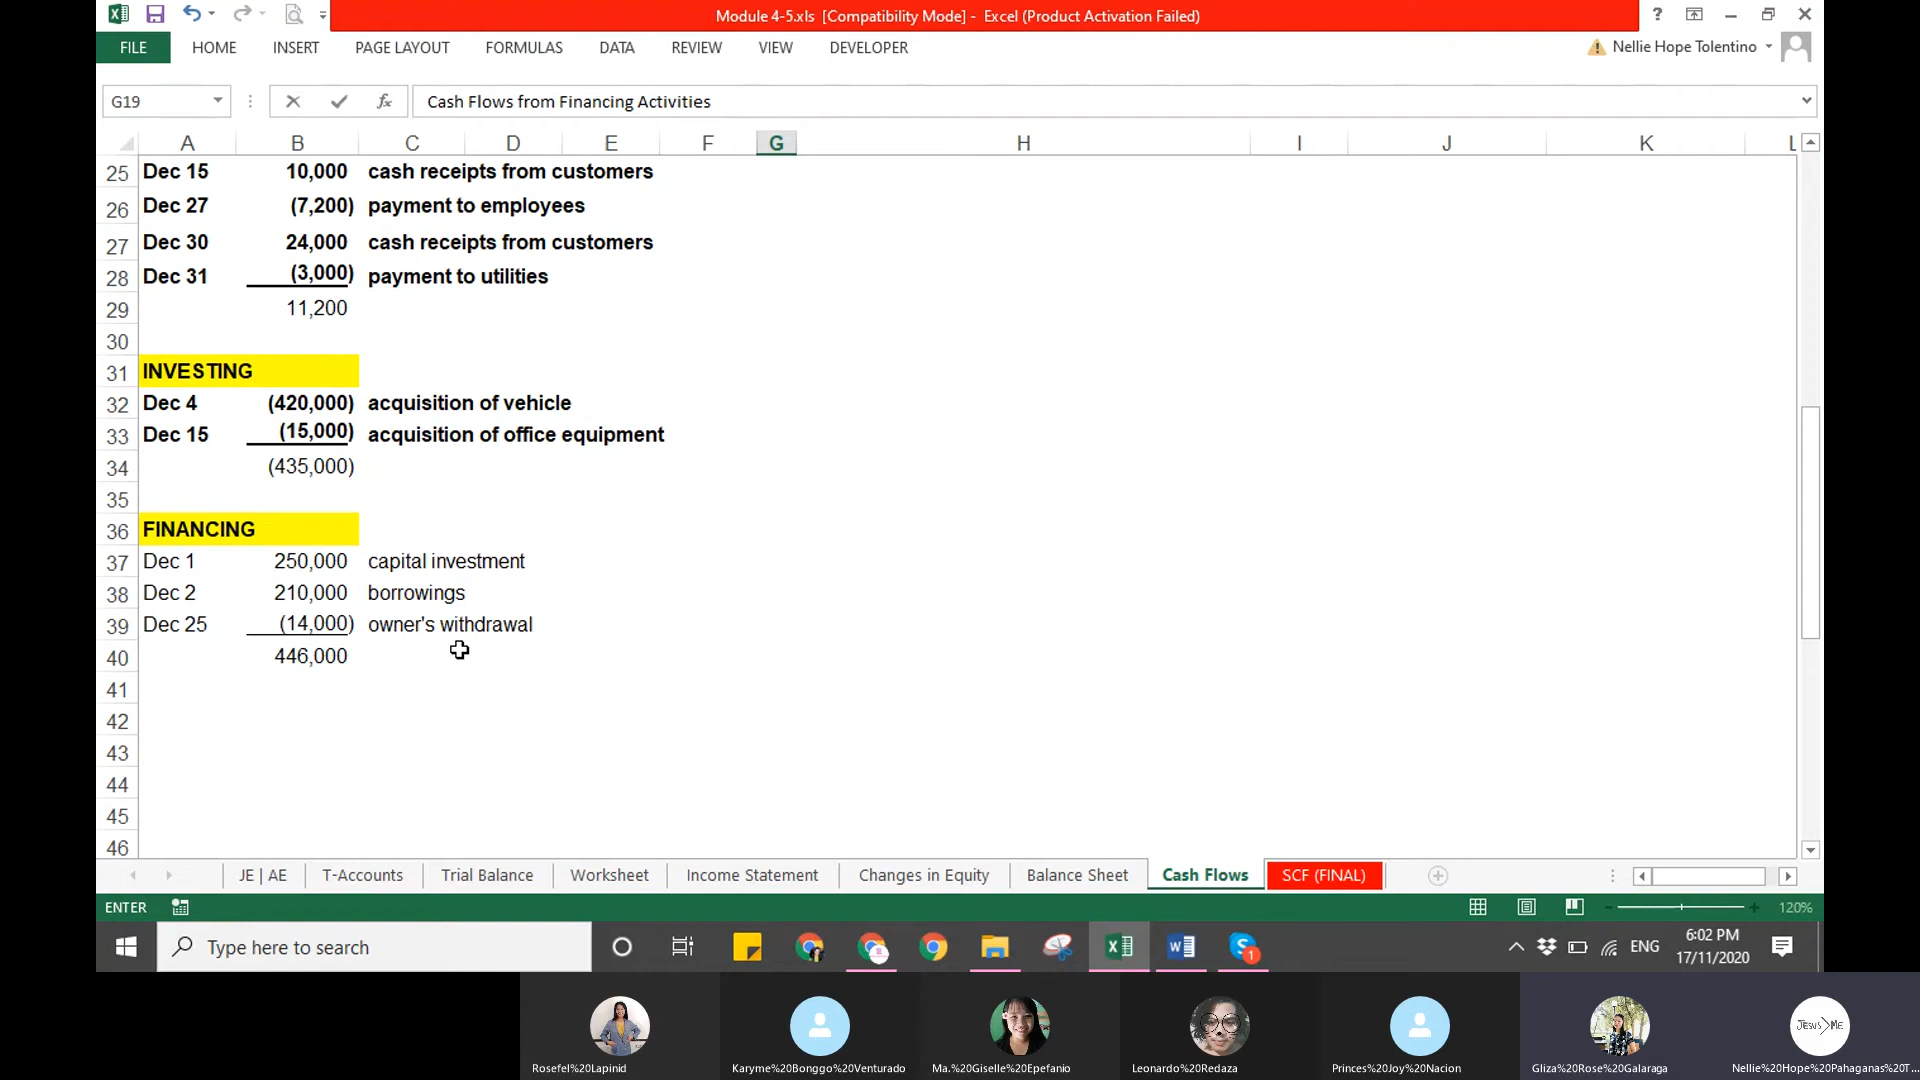 Module 4-5.xls [Compatibility Mode] - Excel (Product Activation Failed)
FILE HOME INSERT PAGE LAYOUT FORMULAS DATA REVIEW VIEW DEVELOPER Nellie Hope Tolentino
G19 Cash Flows from Financing Activities
A B C D E F G H I J K L
25 Dec 15 10,000 cash receipts from customers
26 Dec 27 (7,200) payment to employees
27 Dec 30 24,000 cash receipts from customers
28 Dec 31 (3,000) payment to utilities
29 11,200
30
31 INVESTING
32 Dec 4 (420,000) acquisition of vehicle
33 Dec 15 (15,000) acquisition of office equipment
34 (435,000)
35
36 FINANCING
37 Dec 1 250,000 capital investment
38 Dec 2 210,000 borrowings
39 Dec 25 (14,000) owner's withdrawal
40 446,000
41
42
43
44
45
46
JE | AE T-Accounts Trial Balance Worksheet Income Statement Changes in Equity Balance Sheet Cash Flows SCF (FINAL)
ENTER 120%
Type here to search ENG 6:02 PM
17/11/2020
JESUS>ME
Rosefel%20Lapinid Karyme%20Bonggo%20Venturado Ma.%20Giselle%20Epefanio Leonardo%20Redaza Princes%20Joy%20Nacion Gliza%20Rose%20Galaraga Nellie%20Hope%20Pahaganas%20T...